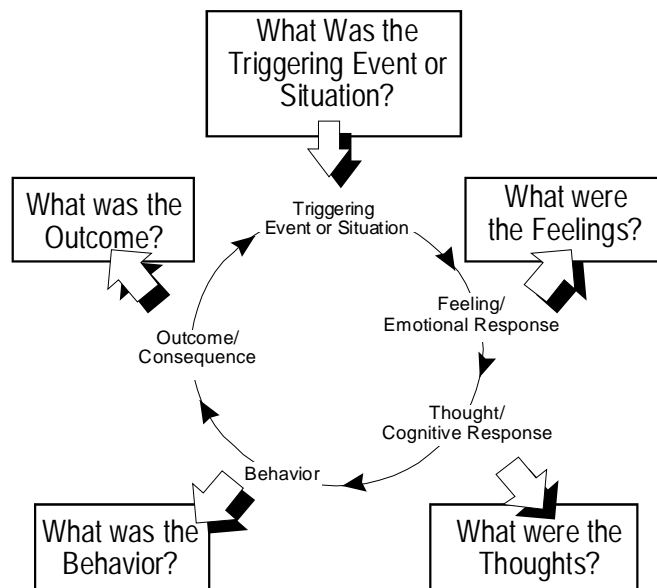 What Was the
Triggering Event or
Situation?
What was the
Outcome?
Triggering
Event or Situation
What were
the Feelings?
Feeling/
Emotional Response
Outcome/
Consequence
Thought/
Cognitive Response
Behavior
What was the
Behavior?
What were the
Thoughts?